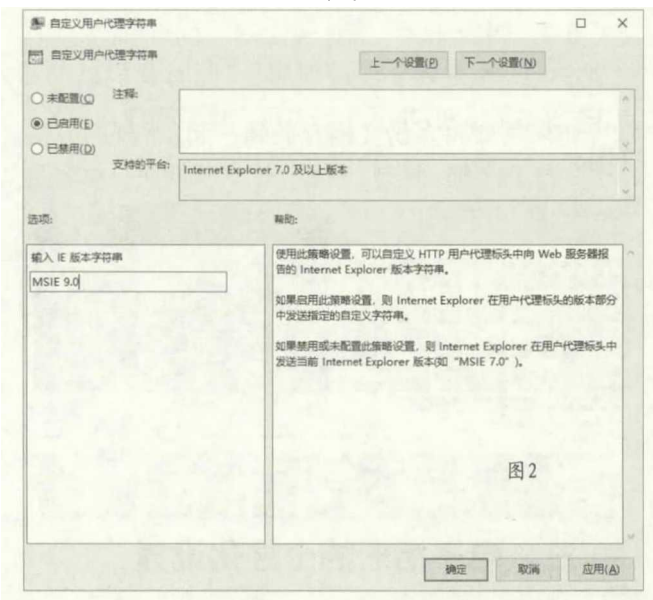 自定义用户代理字符串
自定义用户代理字符串
上一个设置(P)
下一个设置(N)
未配置(C)
注释:
已启用(E)
已禁用(D)
支持的平台:
Internet Explorer 7.0 及以上版本
选项:
帮助:
输入 IE 版本字符串
MSIE 9.0
使用此策略设置，可以自定义 HTTP 用户代理标头中向 Web 服务器报
告的 Internet Explorer 版本字符串。
如果启用此策略设置，则 Internet Explorer 在用户代理标头的版本部分
中发送指定的自定义字符串。
如果禁用或未配置此策略设置，则 Internet Explorer 在用户代理标头中
发送当前 Internet Explorer 版本(如“MSIE 7.0”)。
图2
确定
取消
应用(A)